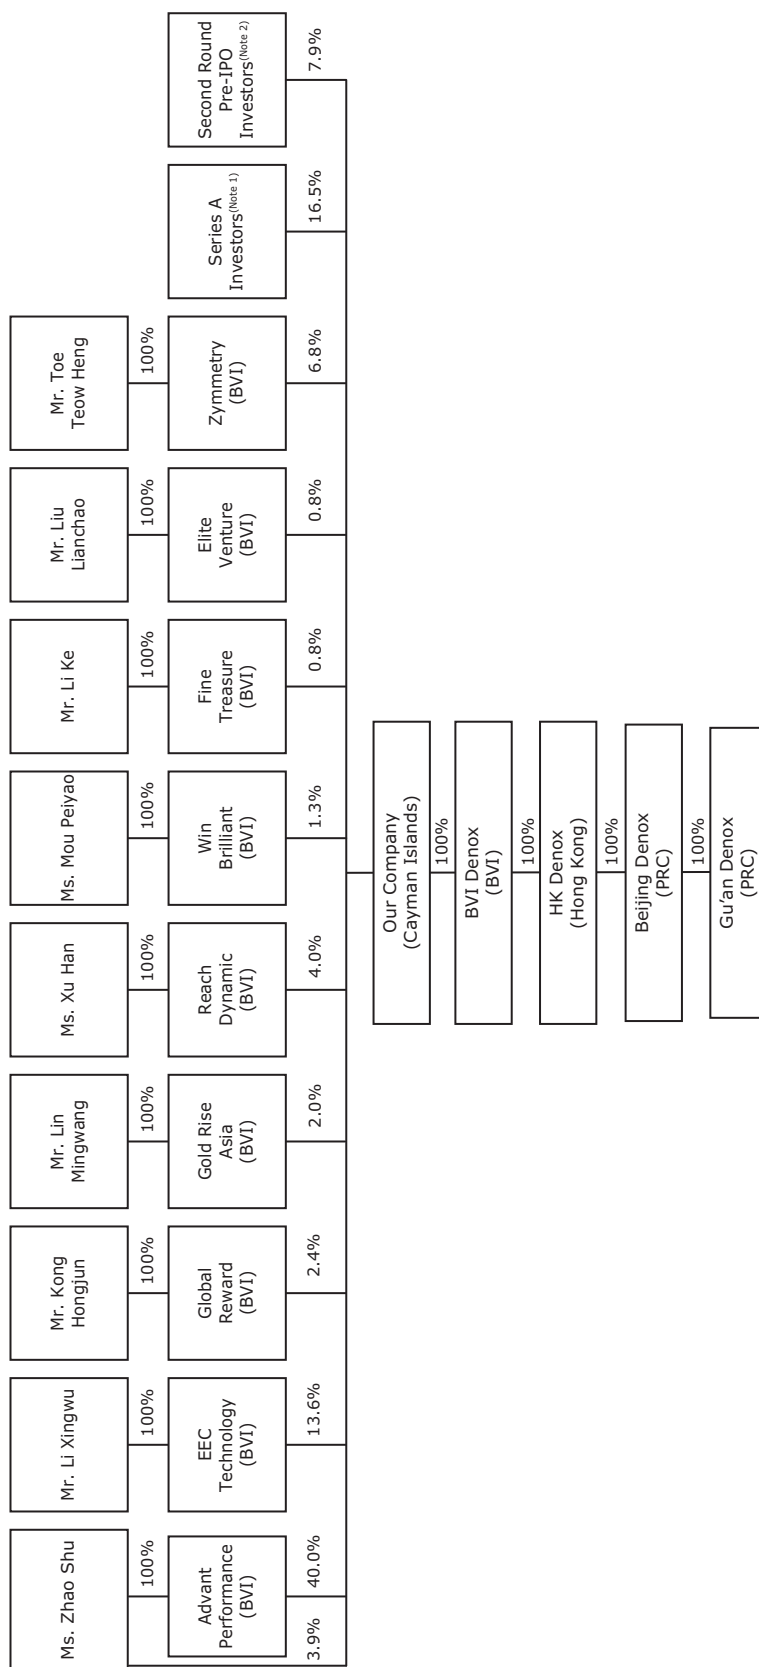 Ms. Zhao Shu
Mr. Li Xingwu
Mr. Kong
Hongjun
Mr. Lin
Mingwang
Ms. Xu Han
Ms. Mou Peiyao
Mr. Li Ke
Mr. Liu
Lianchao
Mr. Toe
Teow Heng
100%
100%
100%
100%
100%
100%
100%
100%
100%
Advant
Performance
(BVI)
EEC
Technology
(BVI)
Global
Reward
(BVI)
Gold Rise
Asia
(BVI)
Reach
Dynamic
(BVI)
Win
Brilliant
(BVI)
Fine
Treasure
(BVI)
Elite
Venture
(BVI)
Zymmetry
(BVI)
Series A
Investors(Note 1)
Second Round
Pre-IPO
Investors(Note 2)
3.9%
40.0%
13.6%
2.4%
2.0%
4.0%
1.3%
0.8%
0.8%
6.8%
16.5%
7.9%
Our Company
(Cayman Islands)
100%
BVI Denox
(BVI)
100%
HK Denox
(Hong Kong)
100%
Beijing Denox
(PRC)
100%
Gu’an Denox
(PRC)